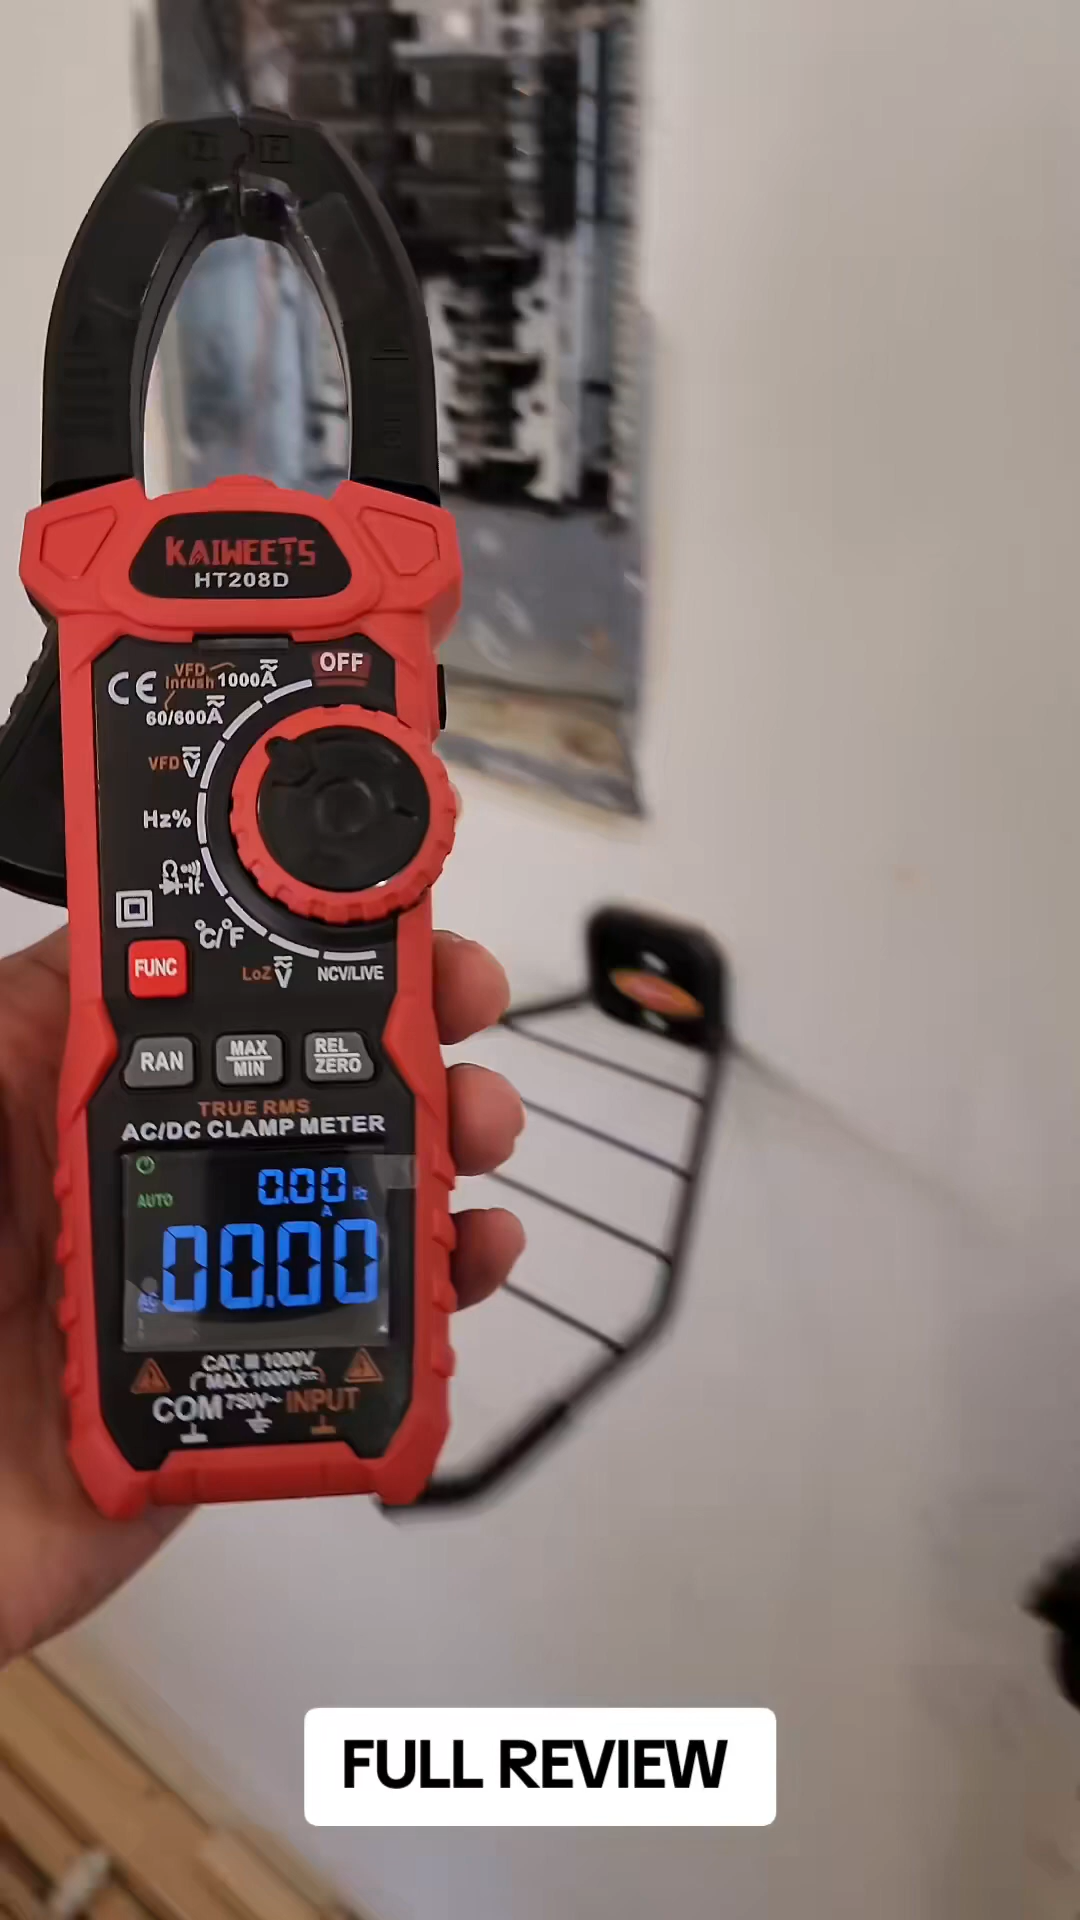 KAIWEETS
HT208D
OFF
CE
VFD
Inrush 1000A
60/600A
VFD V
Hz%
Ω
°C/°F
LoZ V
NCV/LIVE
FUNC
RAN
MAX
MIN
REL
ZERO
TRUE RMS
AC/DC CLAMP METER
AUTO
0.00 Hz
A
00.00
AC
CAT. III 1000V
MAX 1000V
COM 750V~ INPUT
FULL REVIEW